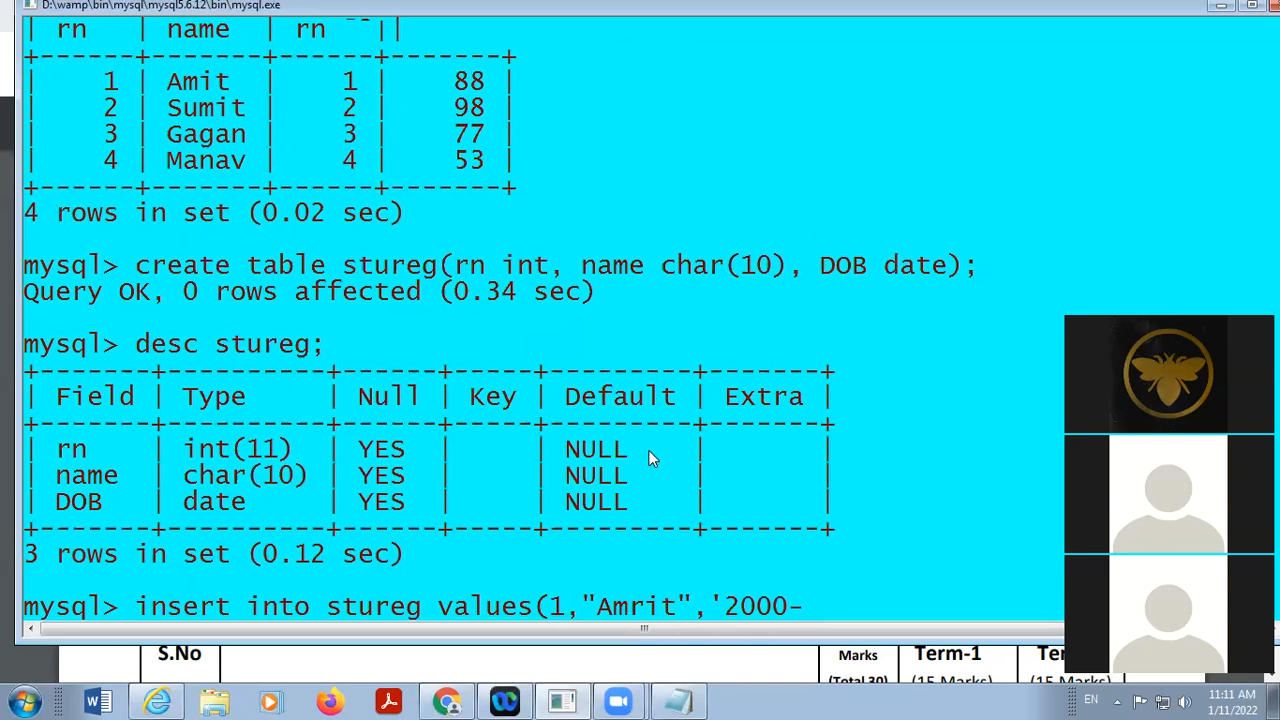 D:\wamp\bin\mysql\mysql5.6.12\bin\mysql.exe
| rn | name | rn | |
+------+-------+------+-------+
| 1 | Amit | 1 | 88 |
| 2 | Sumit | 2 | 98 |
| 3 | Gagan | 3 | 77 |
| 4 | Manav | 4 | 53 |
+------+-------+------+-------+
4 rows in set (0.02 sec)
mysql> create table stureg(rn int, name char(10), DOB date);
Query OK, 0 rows affected (0.34 sec)
mysql> desc stureg;
+-------+----------+------+-----+---------+-------+
| Field | Type | Null | Key | Default | Extra |
+-------+----------+------+-----+---------+-------+
| rn | int(11) | YES | | NULL | |
| name | char(10) | YES | | NULL | |
| DOB | date | YES | | NULL | |
+-------+----------+------+-----+---------+-------+
3 rows in set (0.12 sec)
mysql> insert into stureg values(1,"Amrit",'2000-
S.No Marks Term-1
(Total 30) (15 Marks) (15 Marks)
EN 11:11 AM
1/11/2022